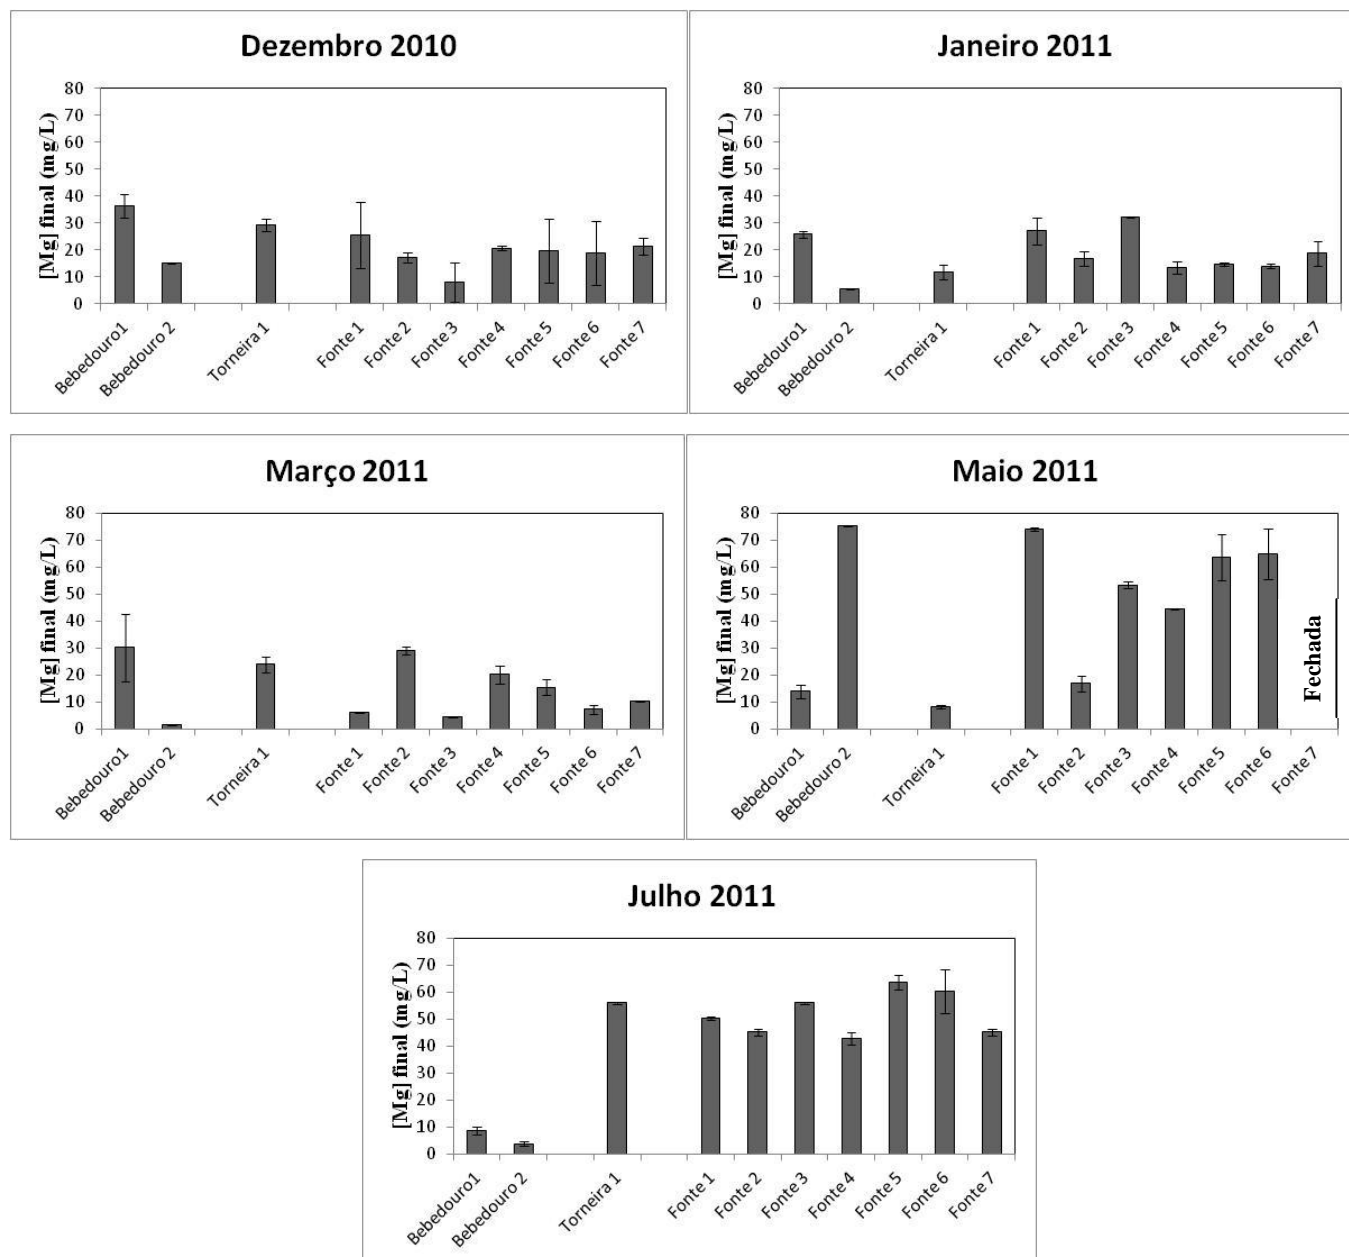 Dezembro 2010
[Mg] final (mg/L)
80
70
60
50
40
30
20
10
0
Bebedouro1
Bebedouro 2
Torneira 1
Fonte 1
Fonte 2
Fonte 3
Fonte 4
Fonte 5
Fonte 6
Fonte 7
Janeiro 2011
[Mg] final (mg/L)
80
70
60
50
40
30
20
10
0
Bebedouro1
Bebedouro 2
Torneira 1
Fonte 1
Fonte 2
Fonte 3
Fonte 4
Fonte 5
Fonte 6
Fonte 7
Março 2011
[Mg] final (mg/L)
80
70
60
50
40
30
20
10
0
Bebedouro1
Bebedouro 2
Torneira 1
Fonte 1
Fonte 2
Fonte 3
Fonte 4
Fonte 5
Fonte 6
Fonte 7
Maio 2011
[Mg] final (mg/L)
80
70
60
50
40
30
20
10
0
Fechada
Bebedouro1
Bebedouro 2
Torneira 1
Fonte 1
Fonte 2
Fonte 3
Fonte 4
Fonte 5
Fonte 6
Fonte 7
Julho 2011
[Mg] final (mg/L)
80
70
60
50
40
30
20
10
0
Bebedouro1
Bebedouro 2
Torneira 1
Fonte 1
Fonte 2
Fonte 3
Fonte 4
Fonte 5
Fonte 6
Fonte 7